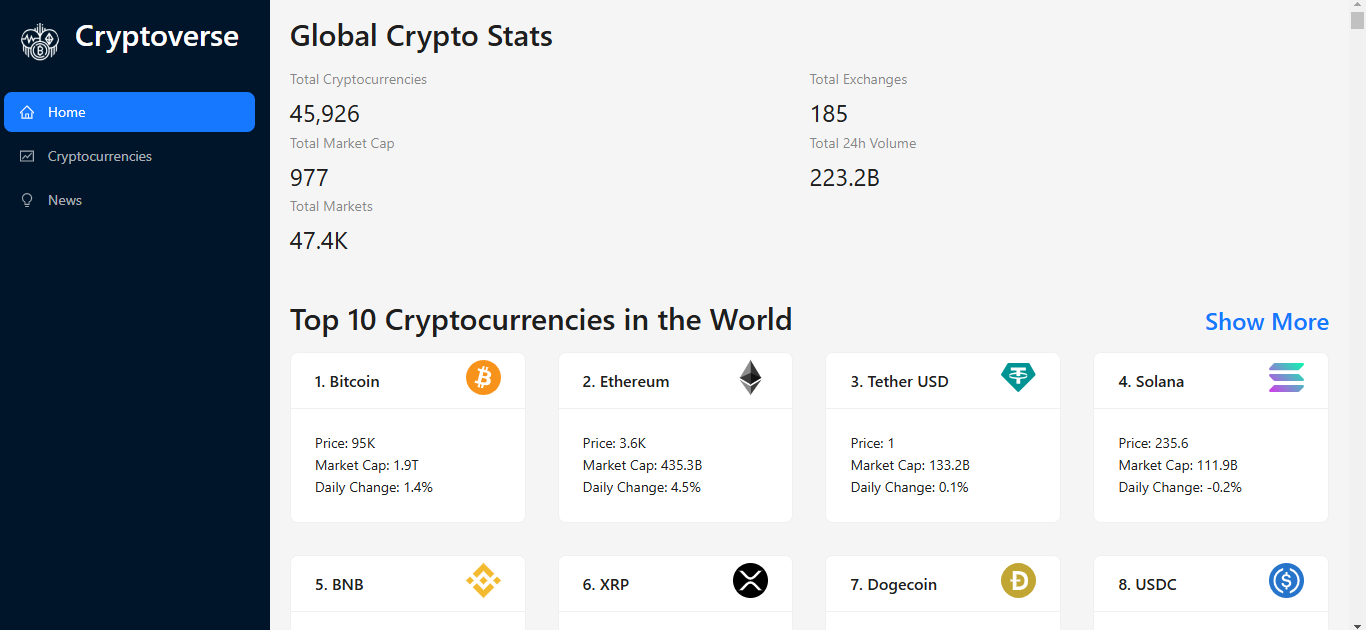 Cryptoverse
Home
Cryptocurrencies
News
Global Crypto Stats
Total Cryptocurrencies
45,926
Total Exchanges
185
Total Market Cap
977
Total 24h Volume
223.2B
Total Markets
47.4K
Top 10 Cryptocurrencies in the World
Show More
1. Bitcoin
Price: 95K
Market Cap: 1.9T
Daily Change: 1.4%
2. Ethereum
Price: 3.6K
Market Cap: 435.3B
Daily Change: 4.5%
3. Tether USD
Price: 1
Market Cap: 133.2B
Daily Change: 0.1%
4. Solana
Price: 235.6
Market Cap: 111.9B
Daily Change: -0.2%
5. BNB
6. XRP
7. Dogecoin
8. USDC